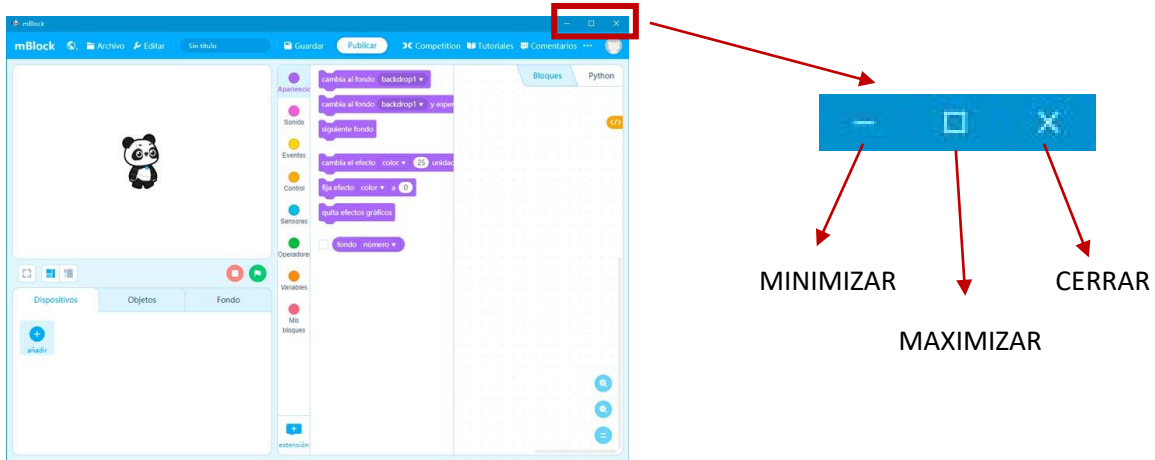 mBlock
mBlock Archivo Editar Sin título Guardar Publicar Competition Tutoriales Comentarios ···
Bloques Python
Apariencia
Sonido
Eventos
Control
Sensores
Operadores
Variables
Mis
bloques
extensión
cambia al fondo backdrop1
cambia al fondo backdrop1 y esper
siguiente fondo
cambia el efecto color 25 unidad
fija efecto color a 0
quita efectos gráficos
fondo número
Dispositivos Objetos Fondo
añadir
MINIMIZAR
MAXIMIZAR
CERRAR